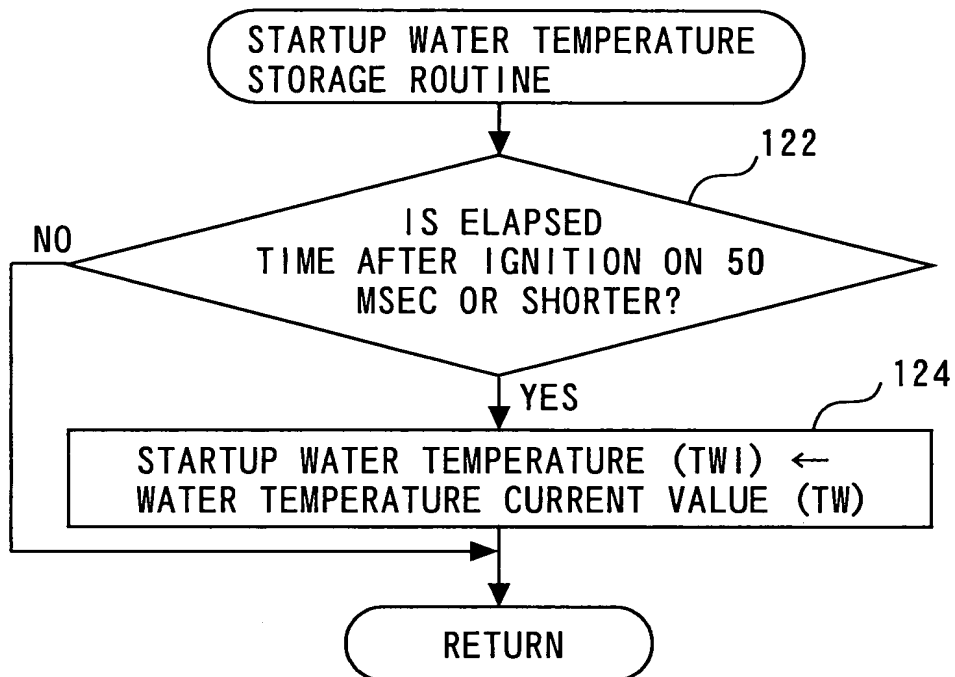 STARTUP WATER TEMPERATURE
STORAGE ROUTINE
122
IS ELAPSED
TIME AFTER IGNITION ON 50
MSEC OR SHORTER?
NO
YES
124
STARTUP WATER TEMPERATURE (TWI) ←
WATER TEMPERATURE CURRENT VALUE (TW)
RETURN